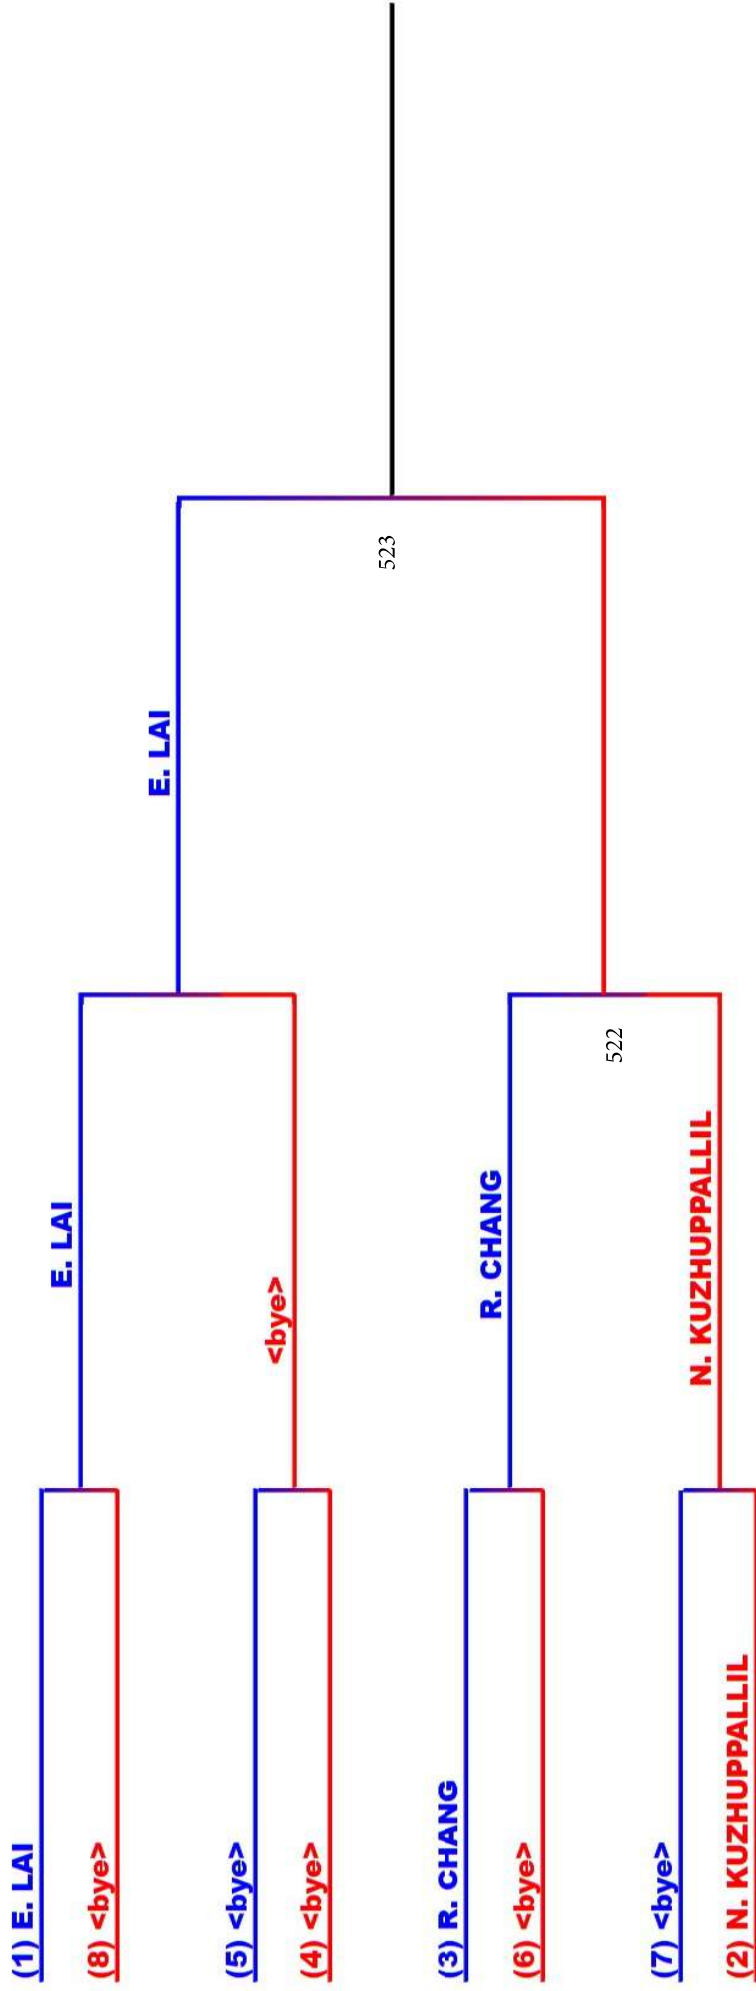 (1) E. LAI
(8) <bye>
(5) <bye>
(4) <bye>
(3) R. CHANG
(6) <bye>
(7) <bye>
(2) N. KUZHUPPALLIL
E. LAI
<bye>
R. CHANG
N. KUZHUPPALLIL
522
E. LAI
523